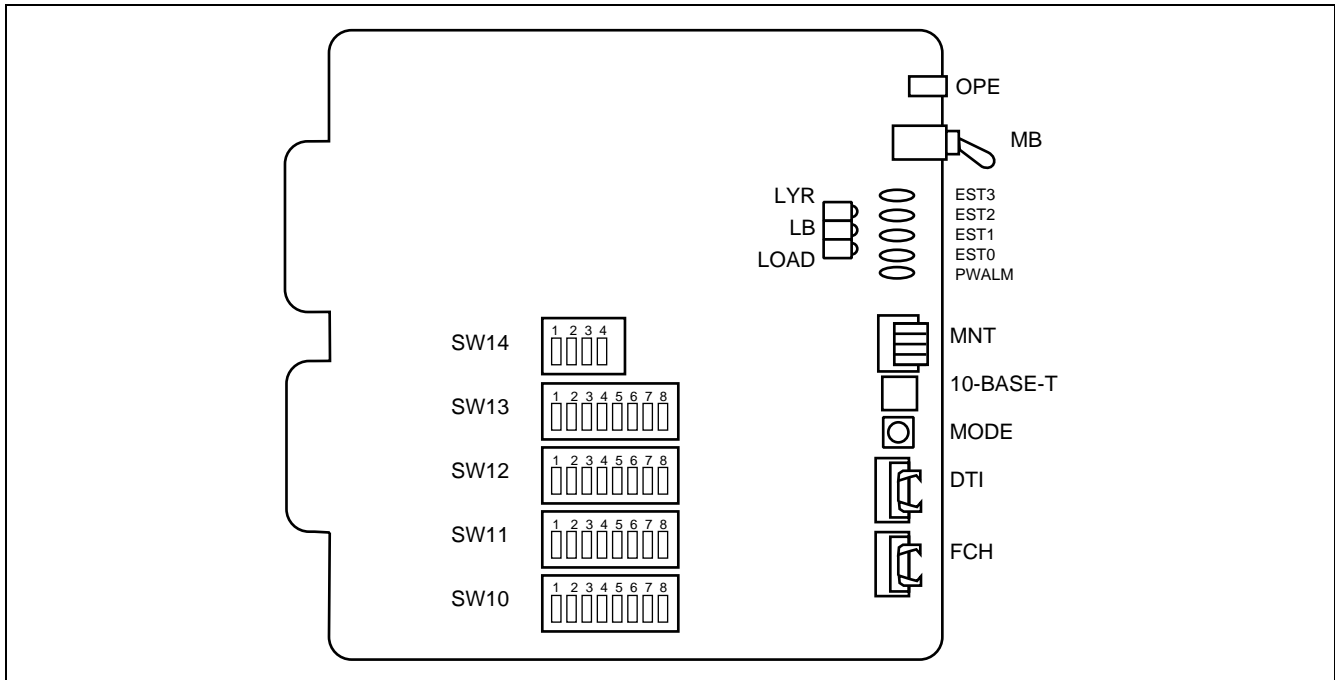 OPE
MB
LYR
LB
LOAD
EST3
EST2
EST1
EST0
PWALM
SW14
1 2 3 4
MNT
10-BASE-T
SW13
1 2 3 4 5 6 7 8
MODE
SW12
1 2 3 4 5 6 7 8
DTI
SW11
1 2 3 4 5 6 7 8
FCH
SW10
1 2 3 4 5 6 7 8